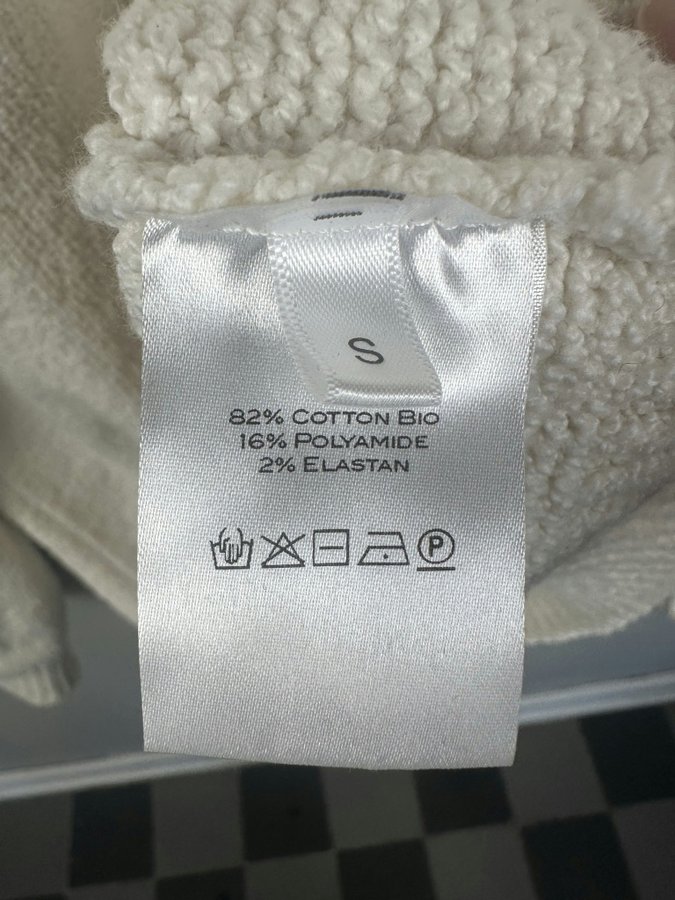 S
82% COTTON BIO
16% POLYAMIDE
2% ELASTAN
P